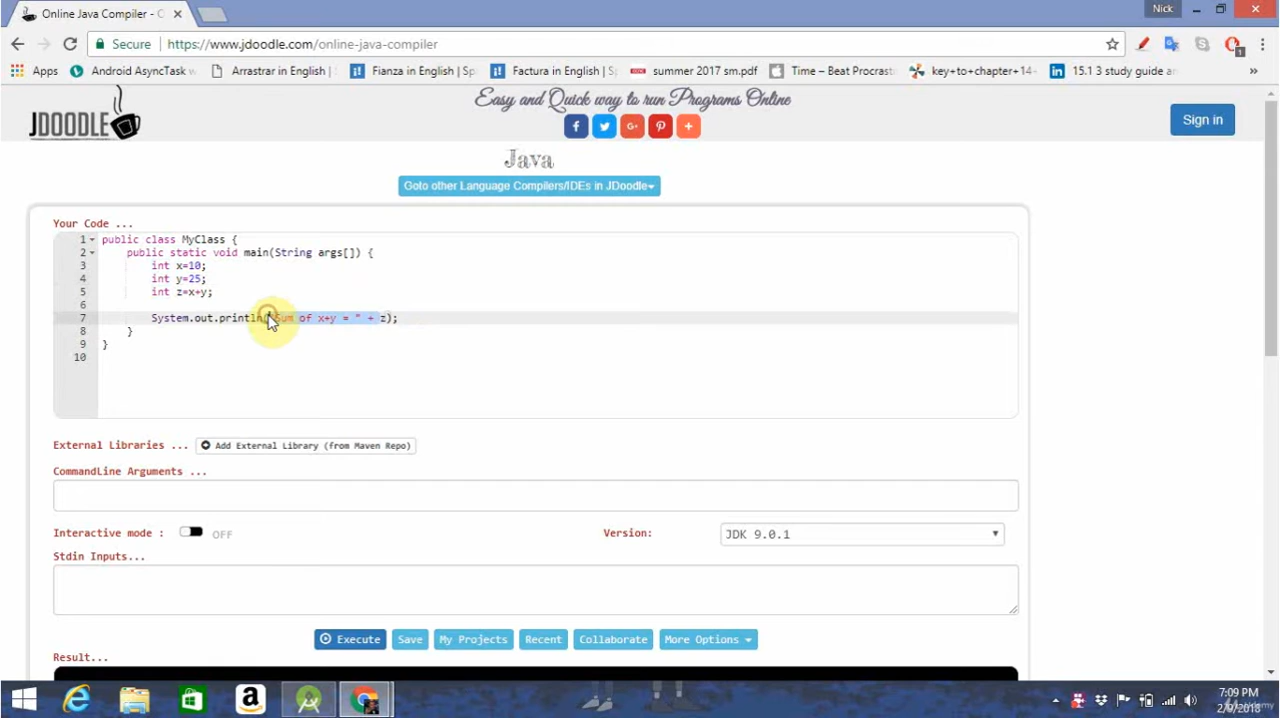 Online Java Compiler - C
Nick
Secure https://www.jdoodle.com/online-java-compiler
Apps Android AsyncTask w Arrastrar in English | Fianza in English | Sp Factura in English | Sp summer 2017 sm.pdf Time – Beat Procrast key+to+chapter+14- 15.1 3 study guide an »
JDOODLE
Easy and Quick way to run Programs Online
Sign in
Java
Goto other Language Compilers/IDEs in JDoodle
Your Code ...
1 public class MyClass {
2 public static void main(String args[]) {
3 int x=10;
4 int y=25;
5 int z=x+y;
6
7 System.out.println("Sum of x+y = " + z);
8 }
9 }
10
External Libraries ... Add External Library (from Maven Repo)
CommandLine Arguments ...
Interactive mode : OFF Version: JDK 9.0.1
Stdin Inputs...
Execute Save My Projects Recent Collaborate More Options
Result...
7:09 PM
2/9/2018